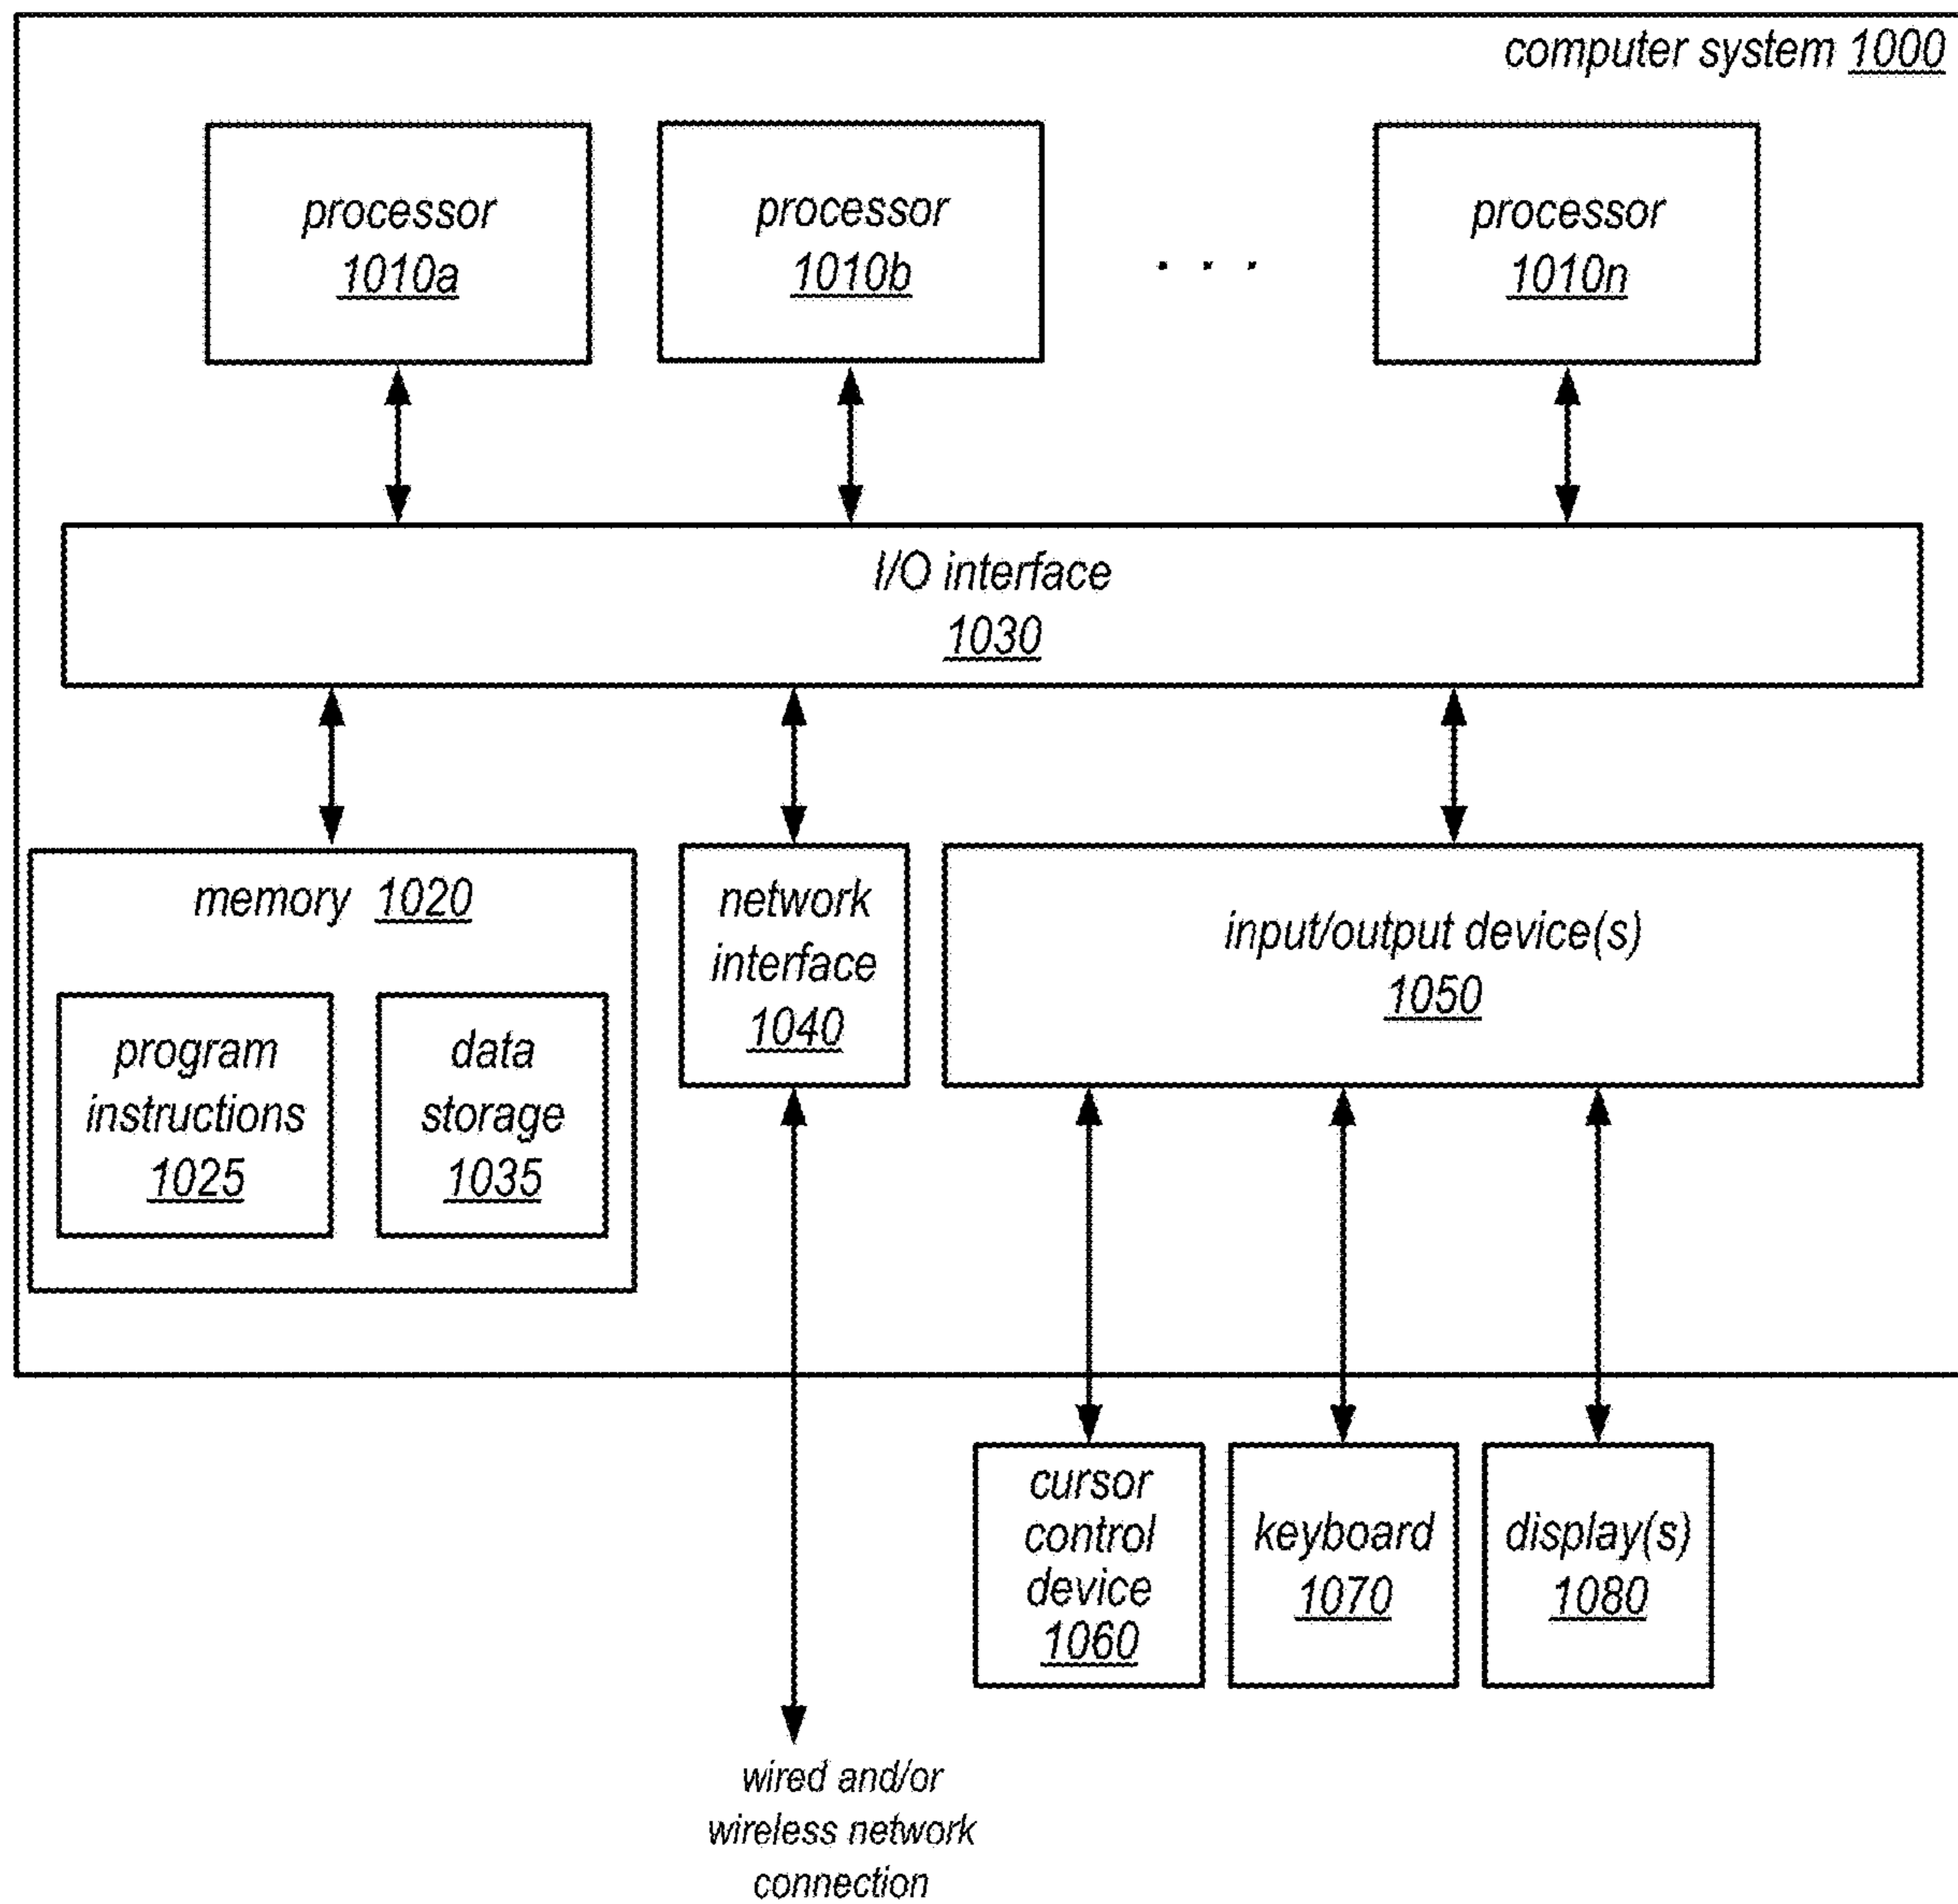 computer system 1000
processor
1010a
processor
1010b
. . .
processor
1010n
I/O interface
1030
memory 1020
program
instructions
1025
data
storage
1035
network
interface
1040
input/output device(s)
1050
cursor
control
device
1060
keyboard
1070
display(s)
1080
wired and/or
wireless network
connection